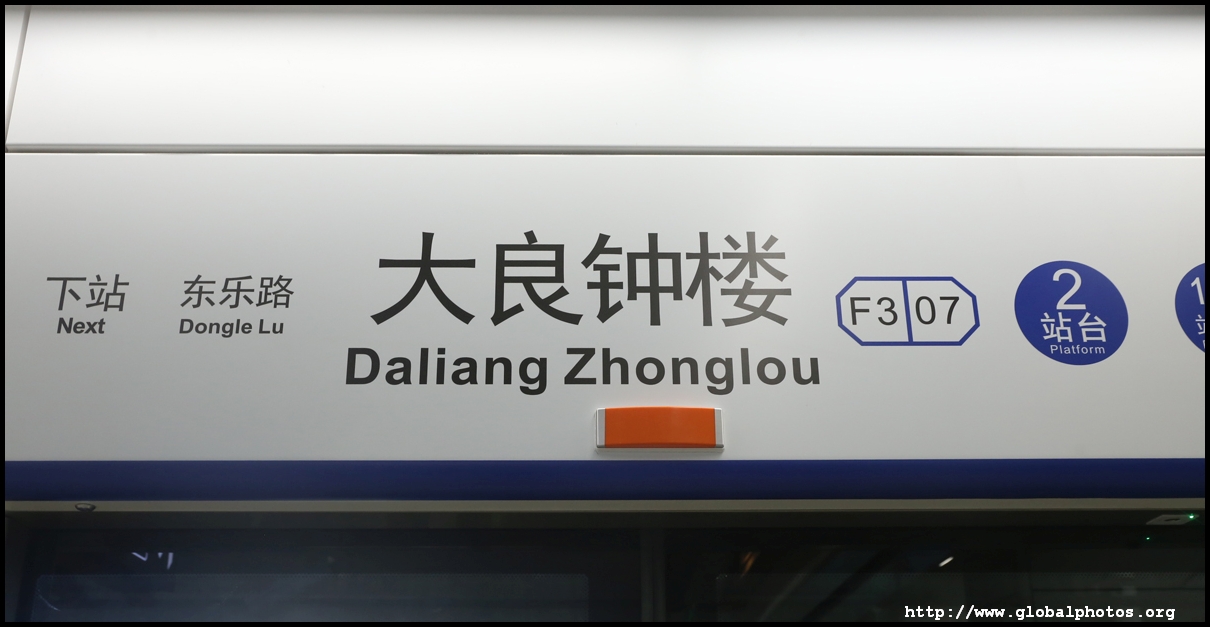 下站
Next
东乐路
Dongle Lu
大良钟楼
Daliang Zhonglou
F3 07
2
站台
Platform
1
http://www.globalphotos.org